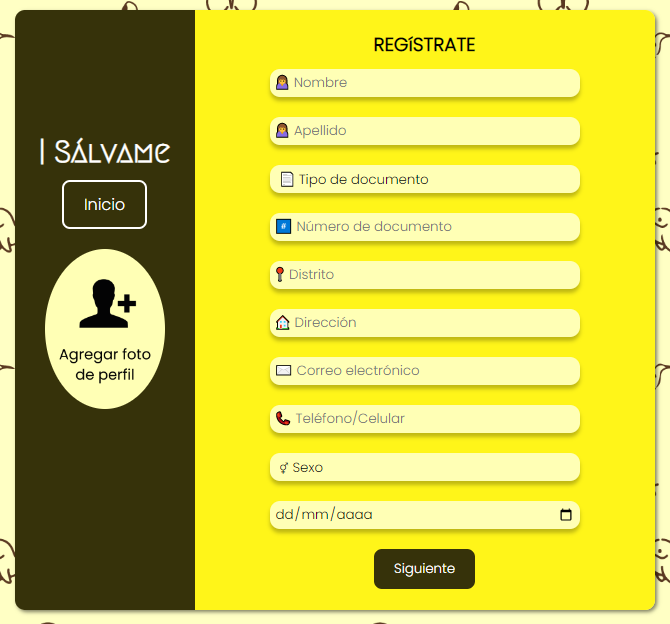 | SÁLVAME
Inicio
Agregar foto
de perfil
REGÍSTRATE
Nombre
Apellido
Tipo de documento
# Número de documento
Distrito
Dirección
Correo electrónico
Teléfono/Celular
⚥ Sexo
dd/mm/aaaa
Siguiente